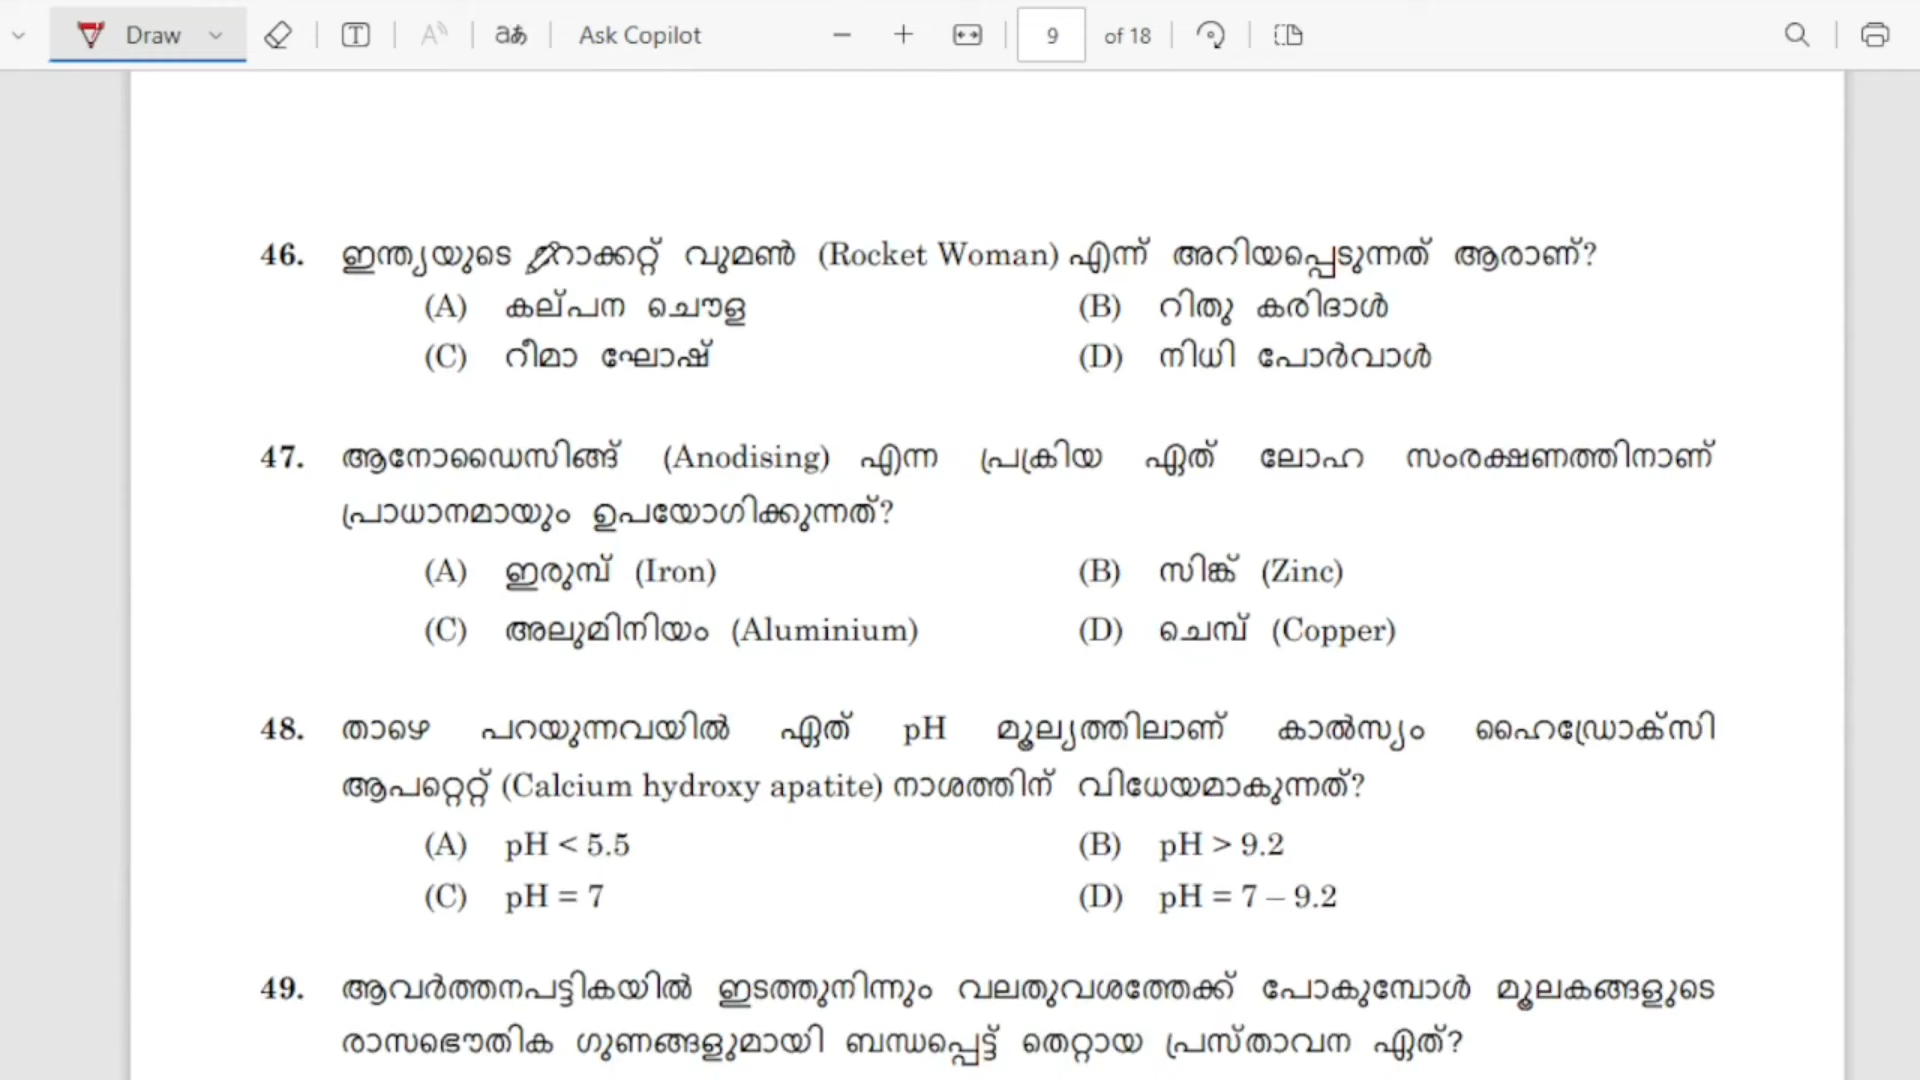 Draw
T
A
aあ
Ask Copilot
9
of 18
46. ഇന്ത്യയുടെ റോക്കറ്റ് വുമൺ (Rocket Woman) എന്ന് അറിയപ്പെടുന്നത് ആരാണ്?
(A) കല്പന ചൌള (B) റിതു കരിദാൾ
(C) റീമാ ഘോഷ് (D) നിധി പോർവാൾ
47. ആനോഡൈസിങ്ങ് (Anodising) എന്ന പ്രക്രിയ ഏത് ലോഹ സംരക്ഷണത്തിനാണ്
പ്രാധാനമായും ഉപയോഗിക്കുന്നത്?
(A) ഇരുമ്പ് (Iron) (B) സിങ്ക് (Zinc)
(C) അലുമിനിയം (Aluminium) (D) ചെമ്പ് (Copper)
48. താഴെ പറയുന്നവയിൽ ഏത് pH മൂല്യത്തിലാണ് കാൽസ്യം ഹൈഡ്രോക്സി
ആപറ്റെറ്റ് (Calcium hydroxy apatite) നാശത്തിന് വിധേയമാകുന്നത്?
(A) pH < 5.5 (B) pH > 9.2
(C) pH = 7 (D) pH = 7 – 9.2
49. ആവർത്തനപട്ടികയിൽ ഇടത്തുനിന്നും വലതുവശത്തേക്ക് പോകുമ്പോൾ മൂലകങ്ങളുടെ
രാസഭൌതിക ഗുണങ്ങളുമായി ബന്ധപ്പെട്ട് തെറ്റായ പ്രസ്താവന ഏത്?